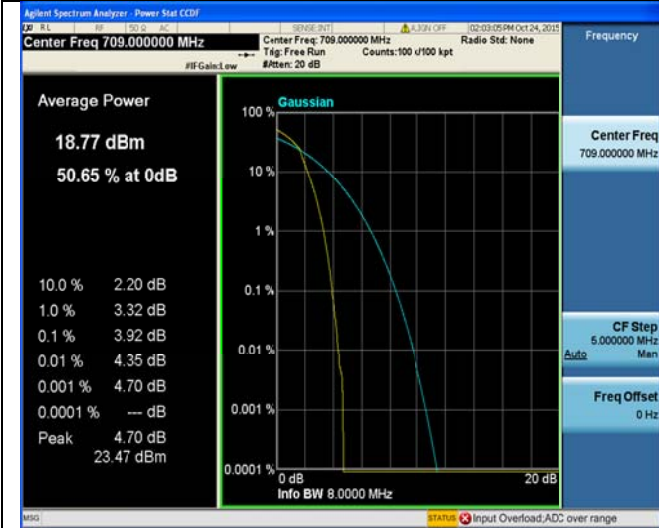 Agilent Spectrum Analyzer - Power Stat CCDF
RL RF 50 Ω AC SENSE:INT ALIGN OFF 02:03:05 PM Oct 24, 2015
Center Freq 709.000000 MHz
Center Freq: 709.000000 MHz Radio Std: None
Trig: Free Run Counts:100 k/100 kpt
#IFGain:Low #Atten: 20 dB
Frequency
Average Power
18.77 dBm
50.65 % at 0dB
10.0 % 2.20 dB
1.0 % 3.32 dB
0.1 % 3.92 dB
0.01 % 4.35 dB
0.001 % 4.70 dB
0.0001 % --- dB
Peak 4.70 dB
23.47 dBm
Gaussian
100 %
10 %
1 %
0.1 %
0.01 %
0.001 %
0.0001 %
0 dB 20 dB
Info BW 8.0000 MHz
Center Freq
709.000000 MHz
CF Step
5.000000 MHz
Auto Man
Freq Offset
0 Hz
MSG STATUS Input Overload;ADC over range